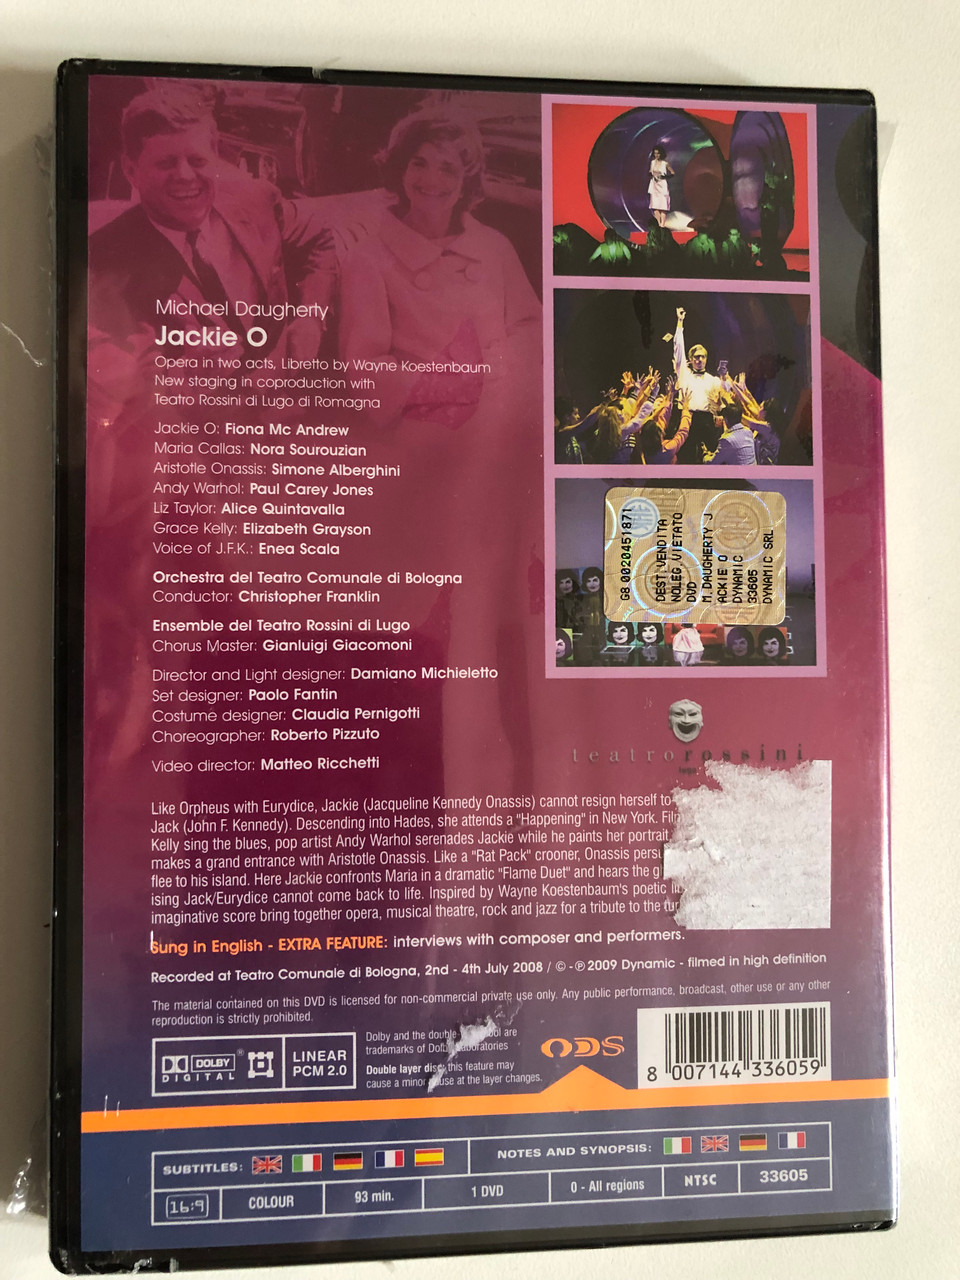 Michael Daugherty
Jackie O
Opera in two acts, Libretto by Wayne Koestenbaum
New staging in coproduction with
Teatro Rossini di Lugo di Romagna
Jackie O: Fiona Mc Andrew
Maria Callas: Nora Sourouzian
Aristotle Onassis: Simone Alberghini
Andy Warhol: Paul Carey Jones
Liz Taylor: Alice Quintavalla
Grace Kelly: Elizabeth Grayson
Voice of J.F.K.: Enea Scala
Orchestra del Teatro Comunale di Bologna
Conductor: Christopher Franklin
Ensemble del Teatro Rossini di Lugo
Chorus Master: Gianluigi Giacomoni
Director and Light designer: Damiano Michieletto
Set designer: Paolo Fantin
Costume designer: Claudia Pernigotti
Choreographer: Roberto Pizzuto
Video director: Matteo Ricchetti
G8 0020451871
DEST.VENDITA
NOLEG.VIETATO
DVD
M.DAUGHERTY J
ACKIE O
DYNAMIC
33605
DYNAMIC SRL
teatrorossini
Like Orpheus with Eurydice, Jackie (Jacqueline Kennedy Onassis) cannot resign herself to
Jack (John F. Kennedy). Descending into Hades, she attends a "Happening" in New York.
Kelly sing the blues, pop artist Andy Warhol serenades Jackie while he paints her portrait
makes a grand entrance with Aristotle Onassis. Like a "Rat Pack" crooner, Onassis
flee to his island. Here Jackie confronts Maria in a dramatic "Flame Duet" and hears the
ising Jack/Eurydice cannot come back to life. Inspired by Wayne Koestenbaum's poetic
imaginative score bring together opera, musical theatre, rock and jazz for a tribute to the
Sung in English - EXTRA FEATURE: interviews with composer and performers.
Recorded at Teatro Comunale di Bologna, 2nd - 4th July 2008 / © - ℗ 2009 Dynamic - filmed in high definition
The material contained on this DVD is licensed for non-commercial private use only. Any public performance, broadcast, other use or any other
reproduction is strictly prohibited.
DOLBY
DIGITAL
®
LINEAR
PCM 2.0
Dolby and the double are
trademarks of Laboratories
Double layer disc: this feature may
cause a minor at the layer changes.
ODS
8 007144 336059
SUBTITLES:
NOTES AND SYNOPSIS:
16:9
COLOUR
93 min.
1 DVD
0 - All regions
NTSC
33605